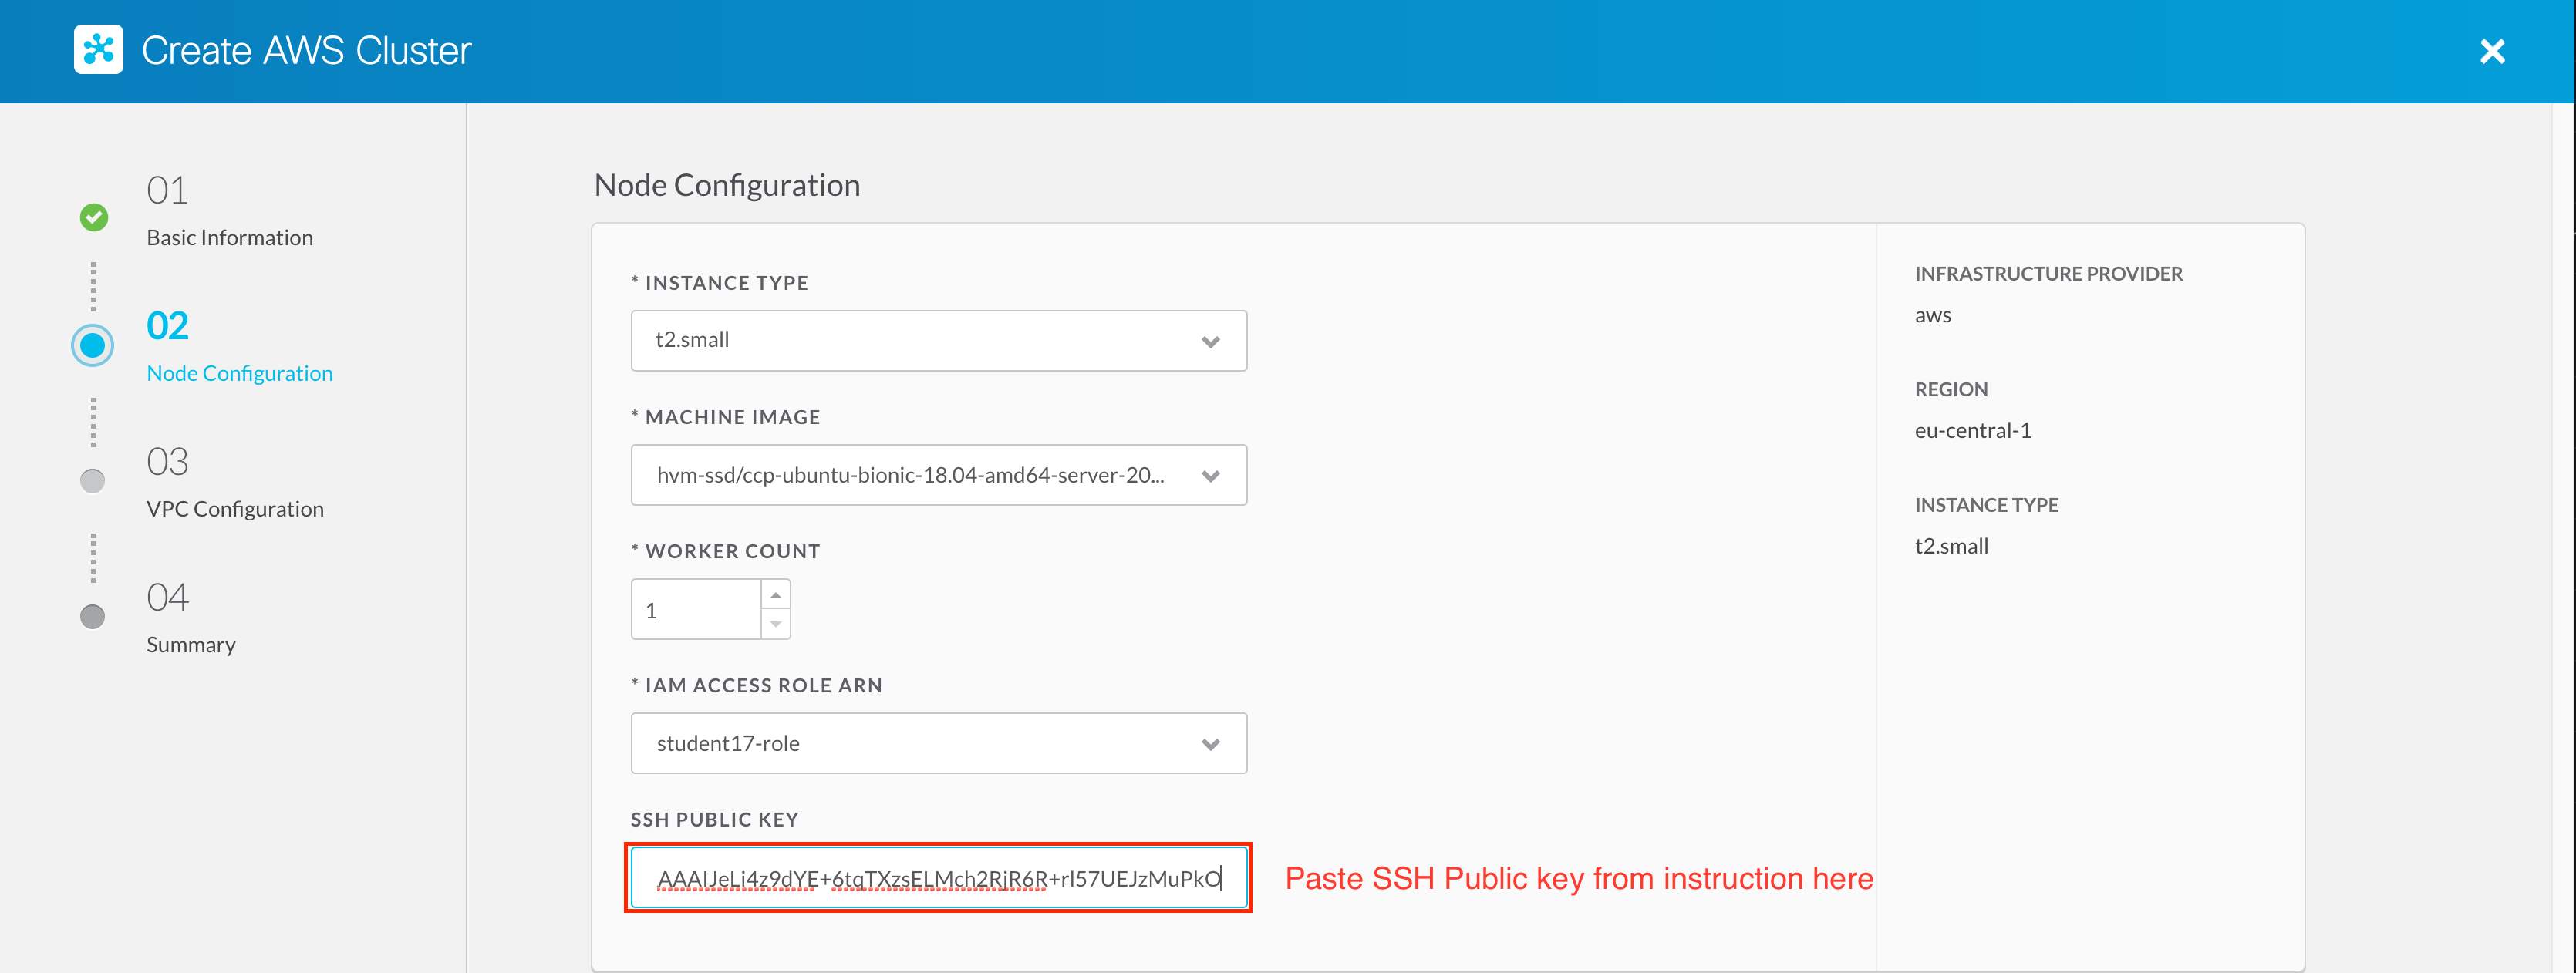 Create AWS Cluster
01
Basic Information
02
Node Configuration
03
VPC Configuration
04
Summary
Node Configuration
* INSTANCE TYPE
t2.small
* MACHINE IMAGE
hvm-ssd/ccp-ubuntu-bionic-18.04-amd64-server-20...
* WORKER COUNT
1
* IAM ACCESS ROLE ARN
student17-role
SSH PUBLIC KEY
AAAIJeLi4z9dYE+6tqTXzsELMch2RjR6R+rl57UEJzMuPkO
Paste SSH Public key from instruction here
INFRASTRUCTURE PROVIDER
aws
REGION
eu-central-1
INSTANCE TYPE
t2.small